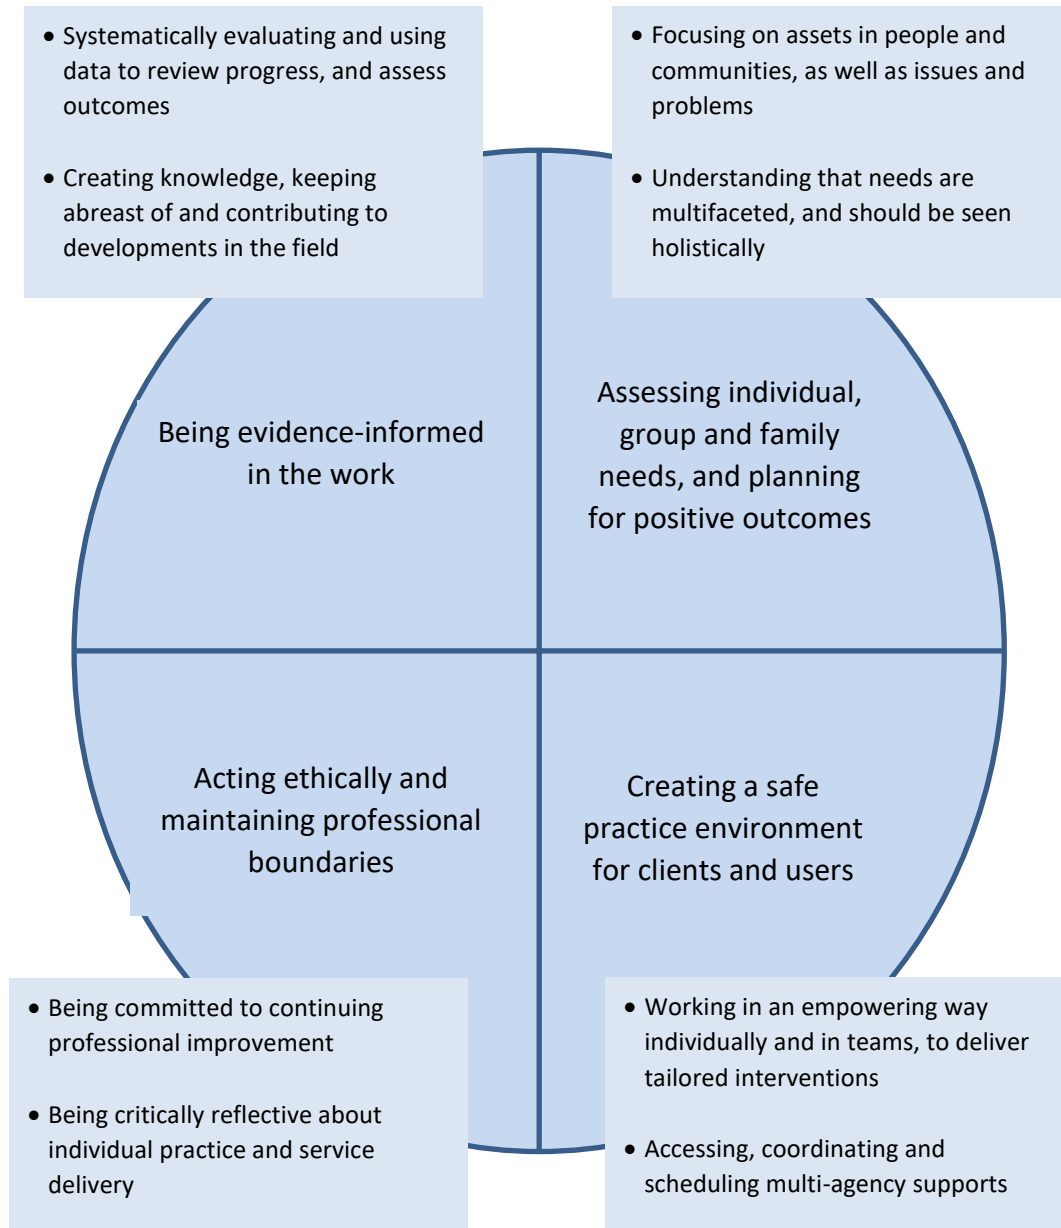 • Systematically evaluating and using
data to review progress, and assess
outcomes
• Creating knowledge, keeping
abreast of and contributing to
developments in the field
• Focusing on assets in people and
communities, as well as issues and
problems
• Understanding that needs are
multifaceted, and should be seen
holistically
Being evidence-informed
in the work
Assessing individual,
group and family
needs, and planning
for positive outcomes
Acting ethically and
maintaining professional
boundaries
Creating a safe
practice environment
for clients and users
• Being committed to continuing
professional improvement
• Being critically reflective about
individual practice and service
delivery
• Working in an empowering way
individually and in teams, to deliver
tailored interventions
• Accessing, coordinating and
scheduling multi-agency supports